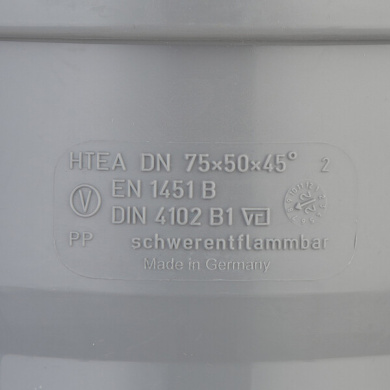 HTEA DN 75×50×45° 2
V EN 1451 B
DIN 4102 B1
PP schwerentflammbar
Made in Germany